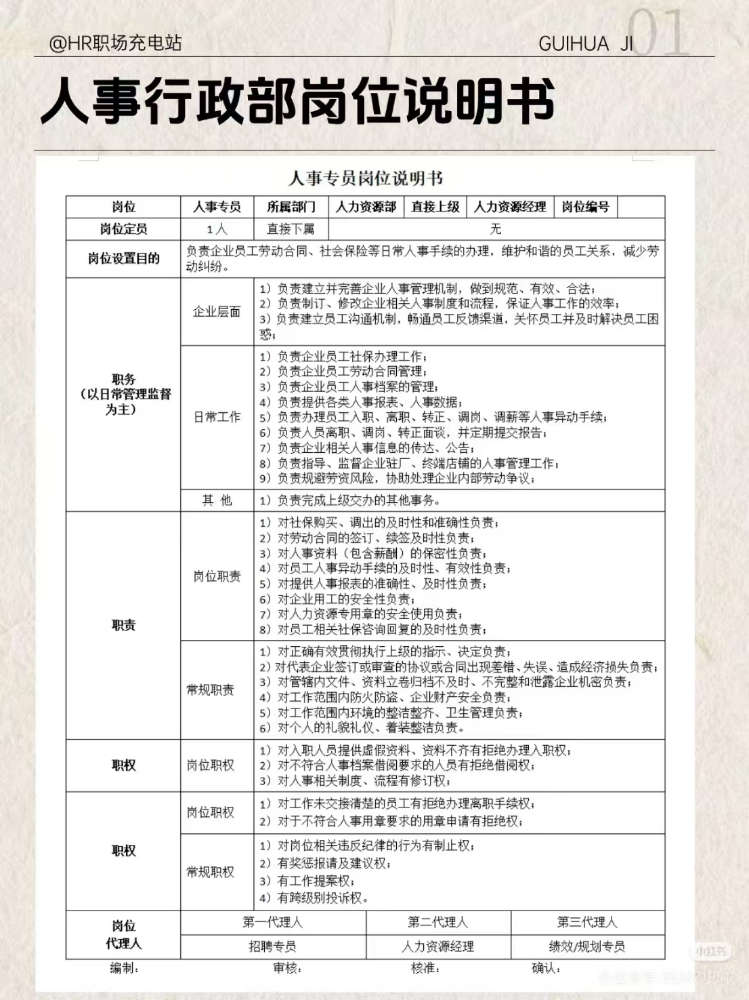 @HR职场充电站
GUIHUA JI
01
人事行政部岗位说明书
人事专员岗位说明书
岗位 人事专员 所属部门 人力资源部 直接上级 人力资源经理 岗位编号
岗位定员 1人 直接下属 无
岗位设置目的
负责企业员工劳动合同、社会保险等日常人事手续的办理，维护和谐的员工关系，减少劳
动纠纷。
职务
（以日常管理监督
为主）
企业层面
1）负责建立并完善企业人事管理机制，做到规范、有效、合法；
2）负责制订、修改企业相关人事制度和流程，保证人事工作的效率；
3）负责建立员工沟通机制，畅通员工反馈渠道，关怀员工并及时解决员工困
惑；
日常工作
1）负责企业员工社保办理工作；
2）负责企业员工劳动合同管理；
3）负责企业员工人事档案的管理；
4）负责提供各类人事报表、人事数据；
5）负责办理员工入职、离职、转正、调岗、调薪等人事异动手续；
6）负责人员离职、调岗、转正面谈，并定期提交报告；
7）负责企业相关人事信息的传达、公告；
8）负责指导、监督企业驻厂、终端店铺的人事管理工作；
9）负责规避劳资风险，协助处理企业内部劳动争议；
其 他
1）负责完成上级交办的其他事务。
职责
岗位职责
1）对社保购买、调出的及时性和准确性负责；
2）对劳动合同的签订、续签及时性负责；
3）对人事资料（包含薪酬）的保密性负责；
4）对员工人事异动手续的及时性、有效性负责；
5）对提供人事报表的准确性、及时性负责；
6）对企业用工的安全性负责；
7）对人力资源专用章的安全使用负责；
8）对员工相关社保咨询回复的及时性负责；
常规职责
1）对正确有效贯彻执行上级的指示、决定负责；
2）对代表企业签订或审查的协议或合同出现差错、失误、造成经济损失负责；
3）对管辖内文件、资料立卷归档不及时、不完整和泄露企业机密负责；
4）对工作范围内防火防盗、企业财产安全负责；
5）对工作范围内环境的整洁整齐、卫生管理负责；
6）对个人的礼貌礼仪、着装整洁负责。
职权
岗位职权
1）对入职人员提供虚假资料、资料不齐有拒绝办理入职权；
2）对不符合人事档案借阅要求的人员有拒绝借阅权；
3）对人事相关制度、流程有修订权；
职权
岗位职权
1）对工作未交接清楚的员工有拒绝办理离职手续权；
2）对于不符合人事用章要求的用章申请有拒绝权；
常规职权
1）对岗位相关违反纪律的行为有制止权；
2）有奖惩报请及建议权；
3）有工作提案权；
4）有跨级别投诉权。
岗位
代理人
第一代理人 第二代理人 第三代理人
招聘专员 人力资源经理 绩效/规划专员
编制： 审核： 核准： 确认：
小红书